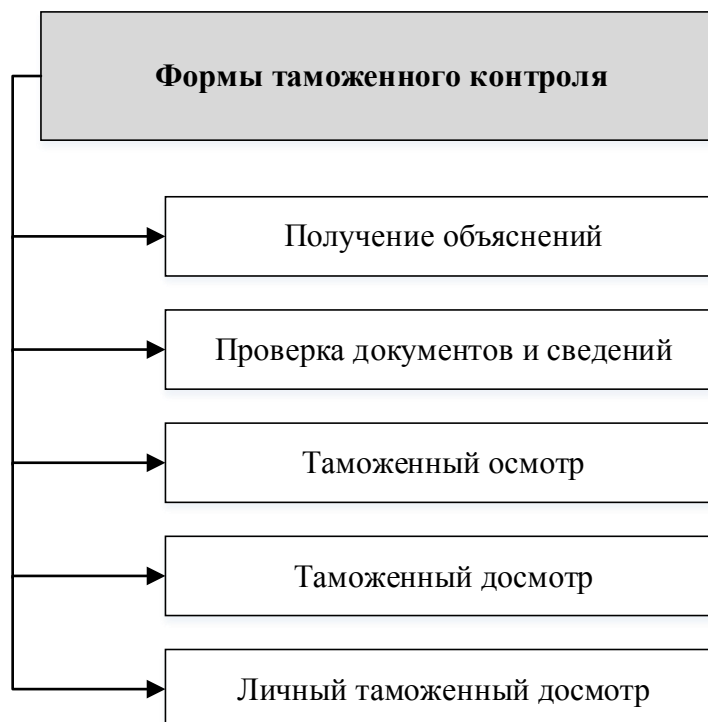 Формы таможенного контроля
Получение объяснений
Проверка документов и сведений
Таможенный осмотр
Таможенный досмотр
Личный таможенный досмотр